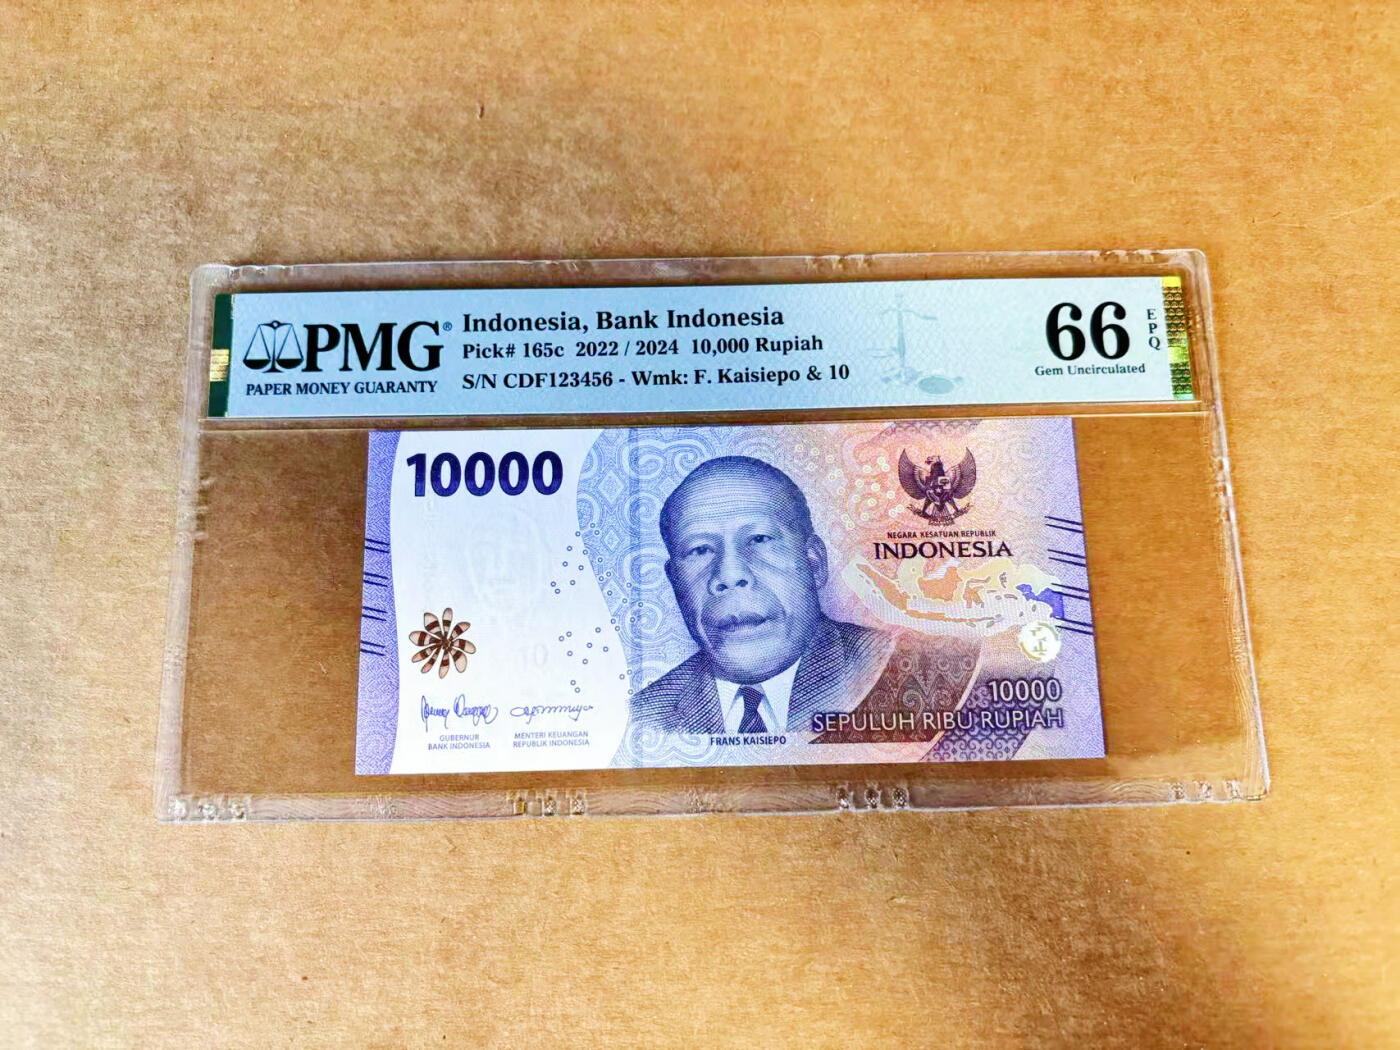 PMG®
PAPER MONEY GUARANTY
Indonesia, Bank Indonesia
Pick# 165c 2022 / 2024 10,000 Rupiah
S/N CDF123456 - Wmk: F. Kaisiepo & 10
66
EPQ
Gem Uncirculated
10000
NEGARA KESATUAN REPUBLIK
INDONESIA
10
GUBERNUR
BANK INDONESIA
MENTERI KEUANGAN
REPUBLIK INDONESIA
FRANS KAISIEPO
10000
SEPULUH RIBU RUPIAH